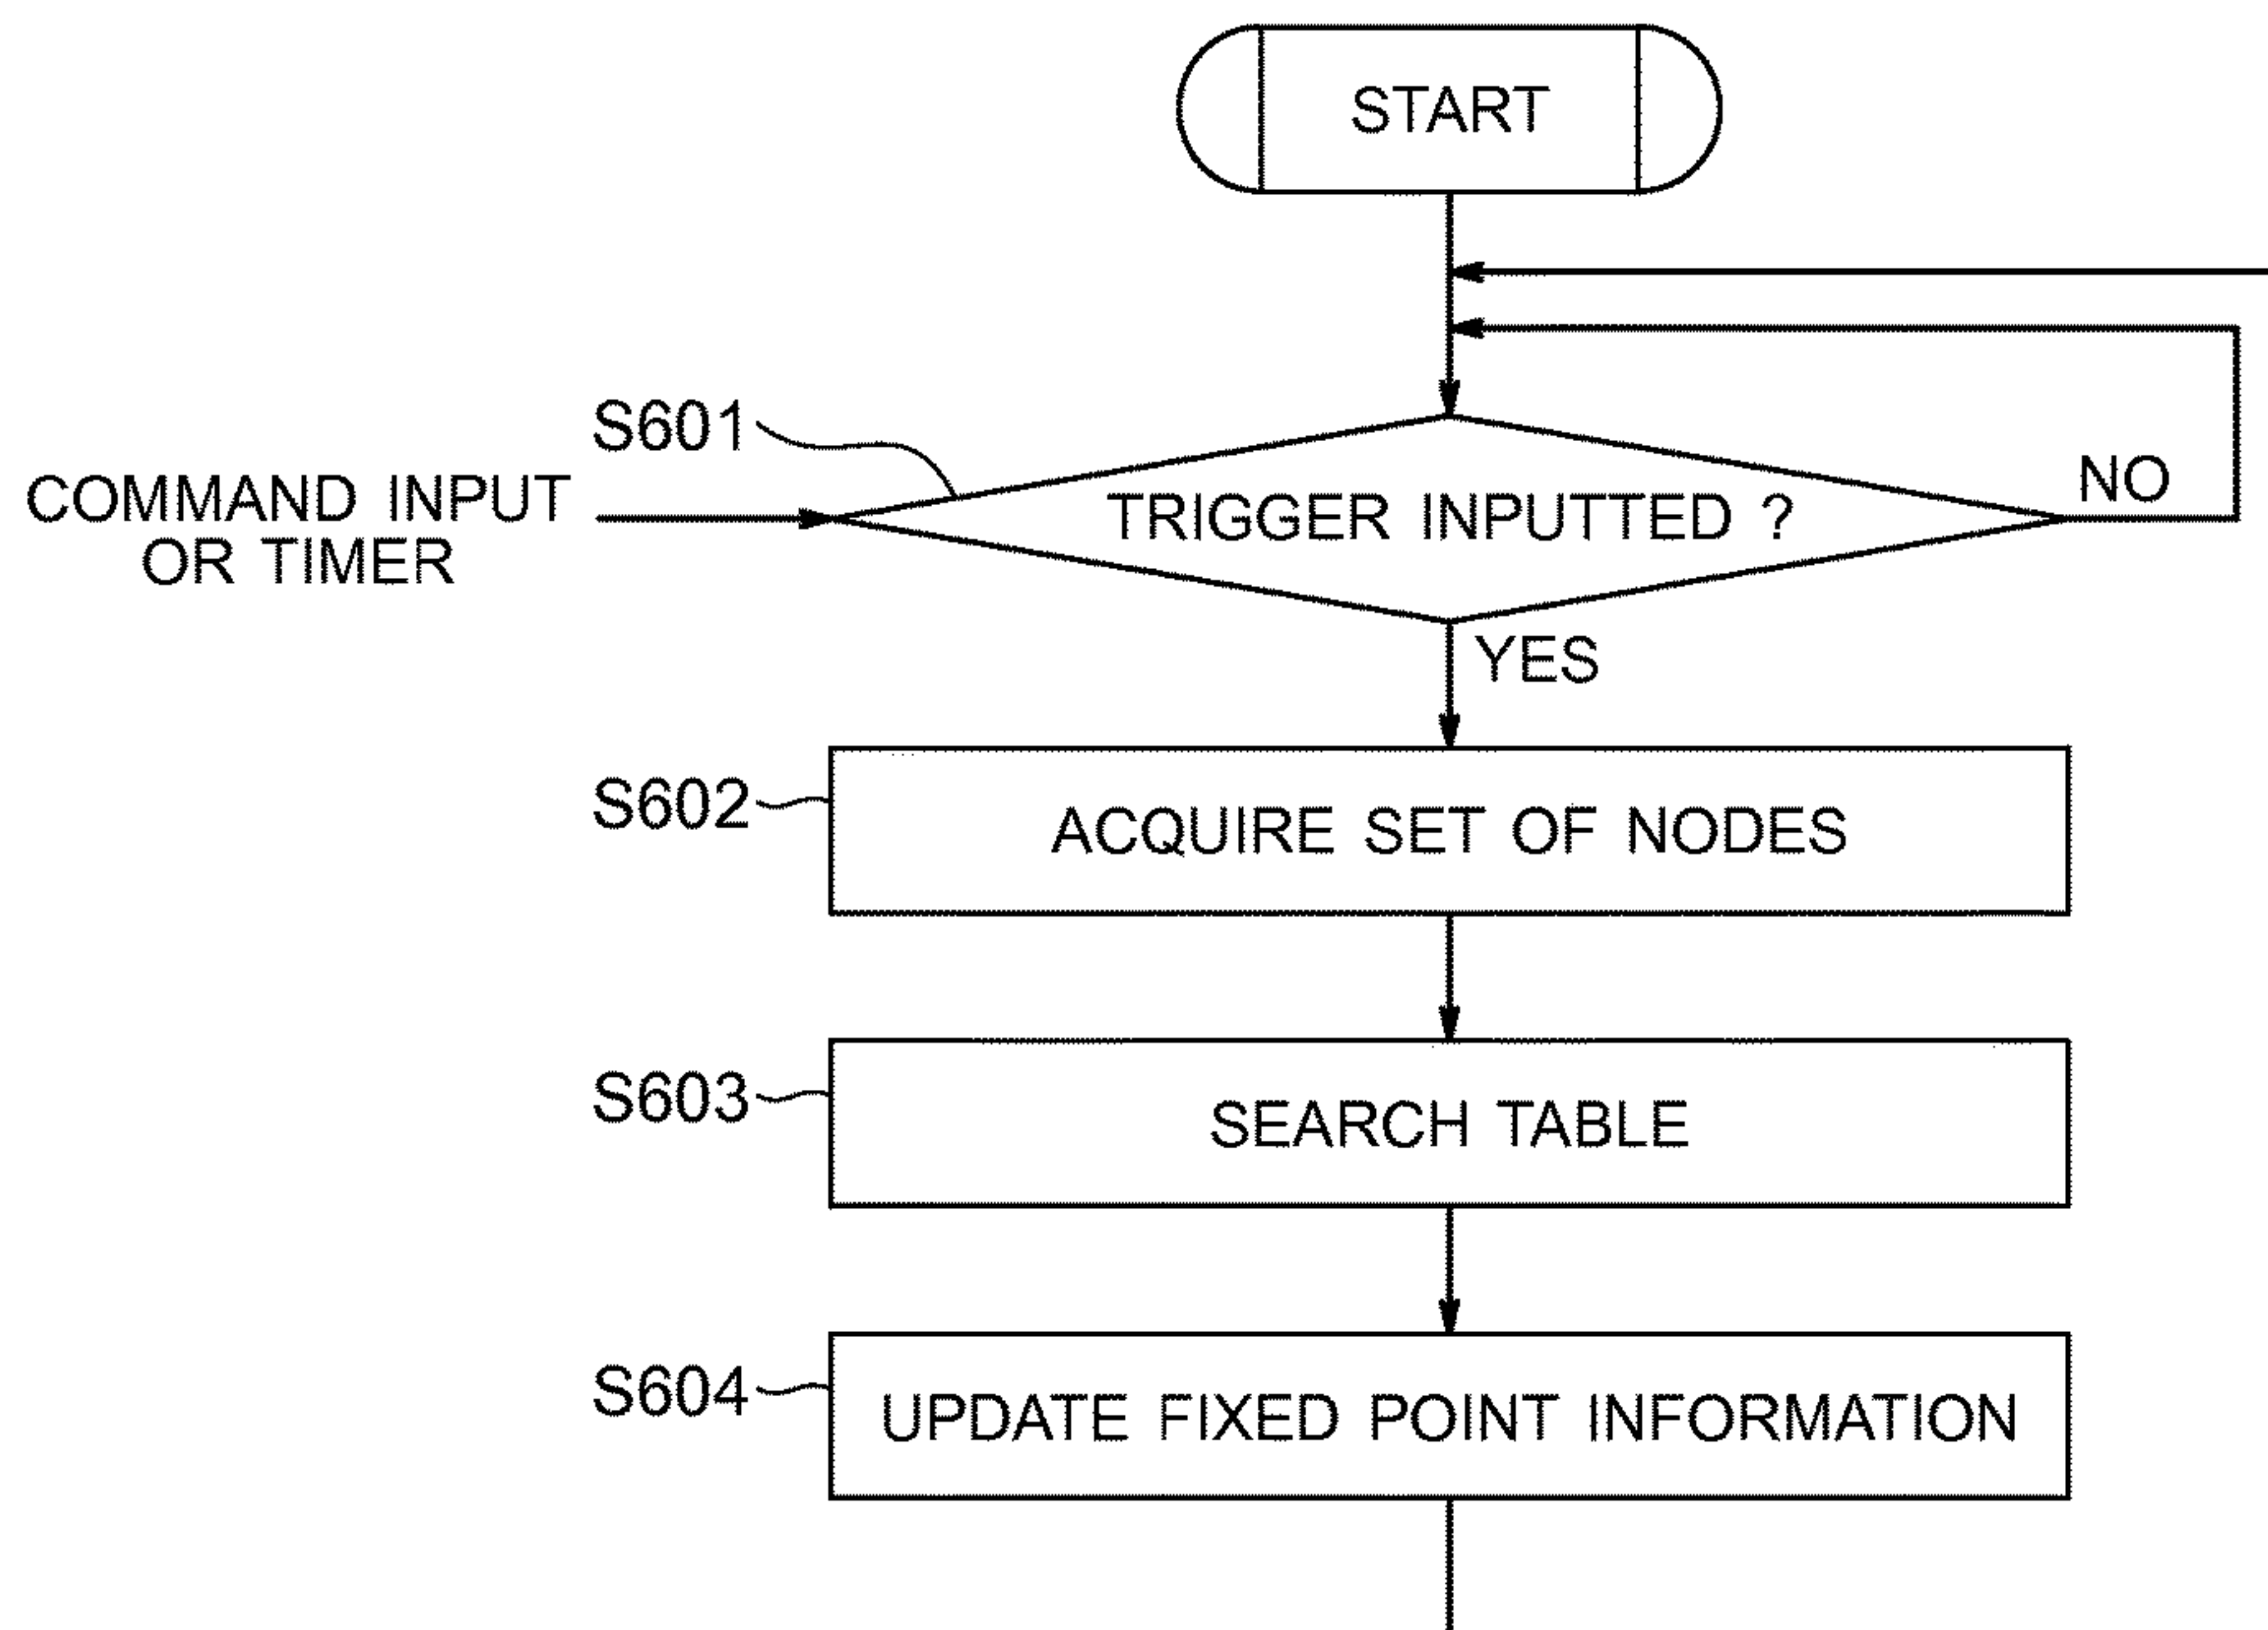 START
S601
COMMAND INPUT
OR TIMER
TRIGGER INPUTTED ?
NO
YES
S602
ACQUIRE SET OF NODES
S603
SEARCH TABLE
S604
UPDATE FIXED POINT INFORMATION